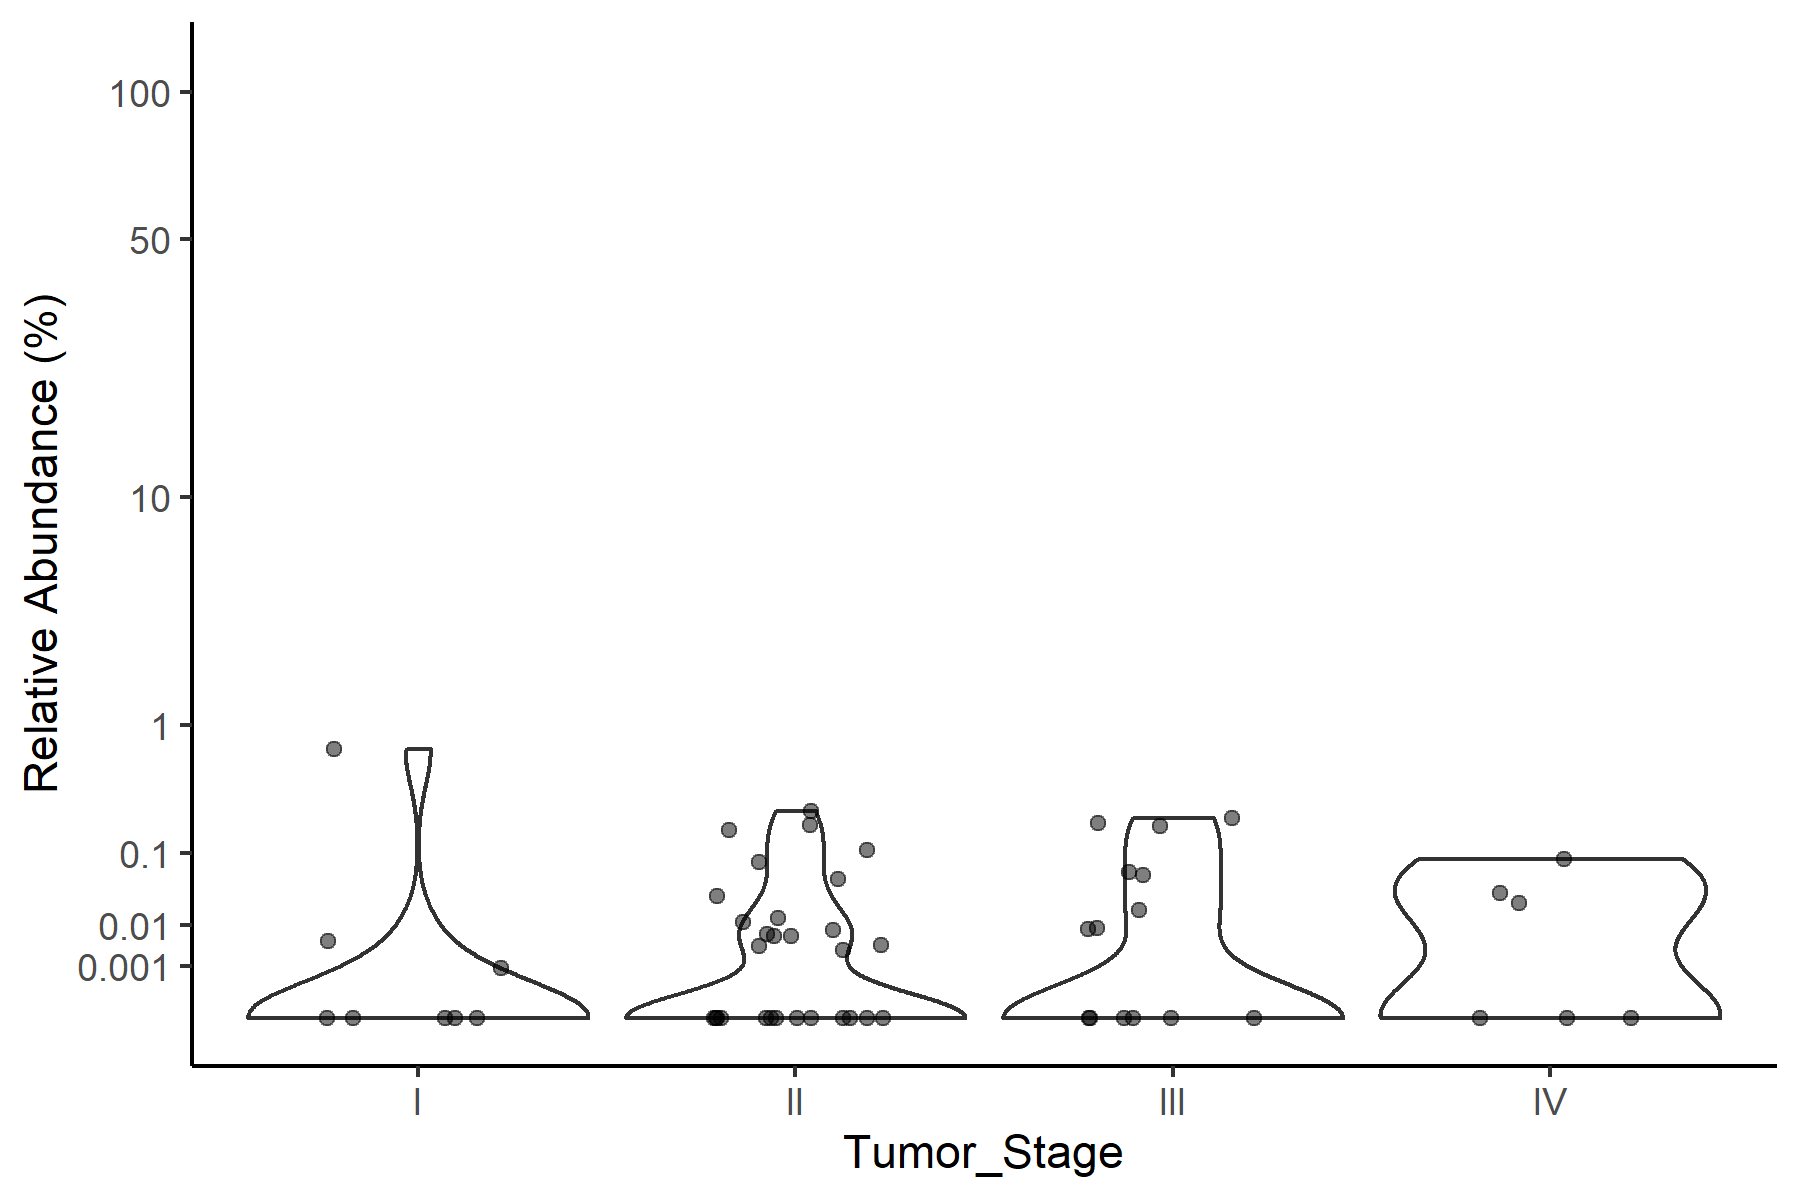 Relative Abundance (%)
100
50
10
1
0.1
0.01
0.001
I
II
III
IV
Tumor_Stage